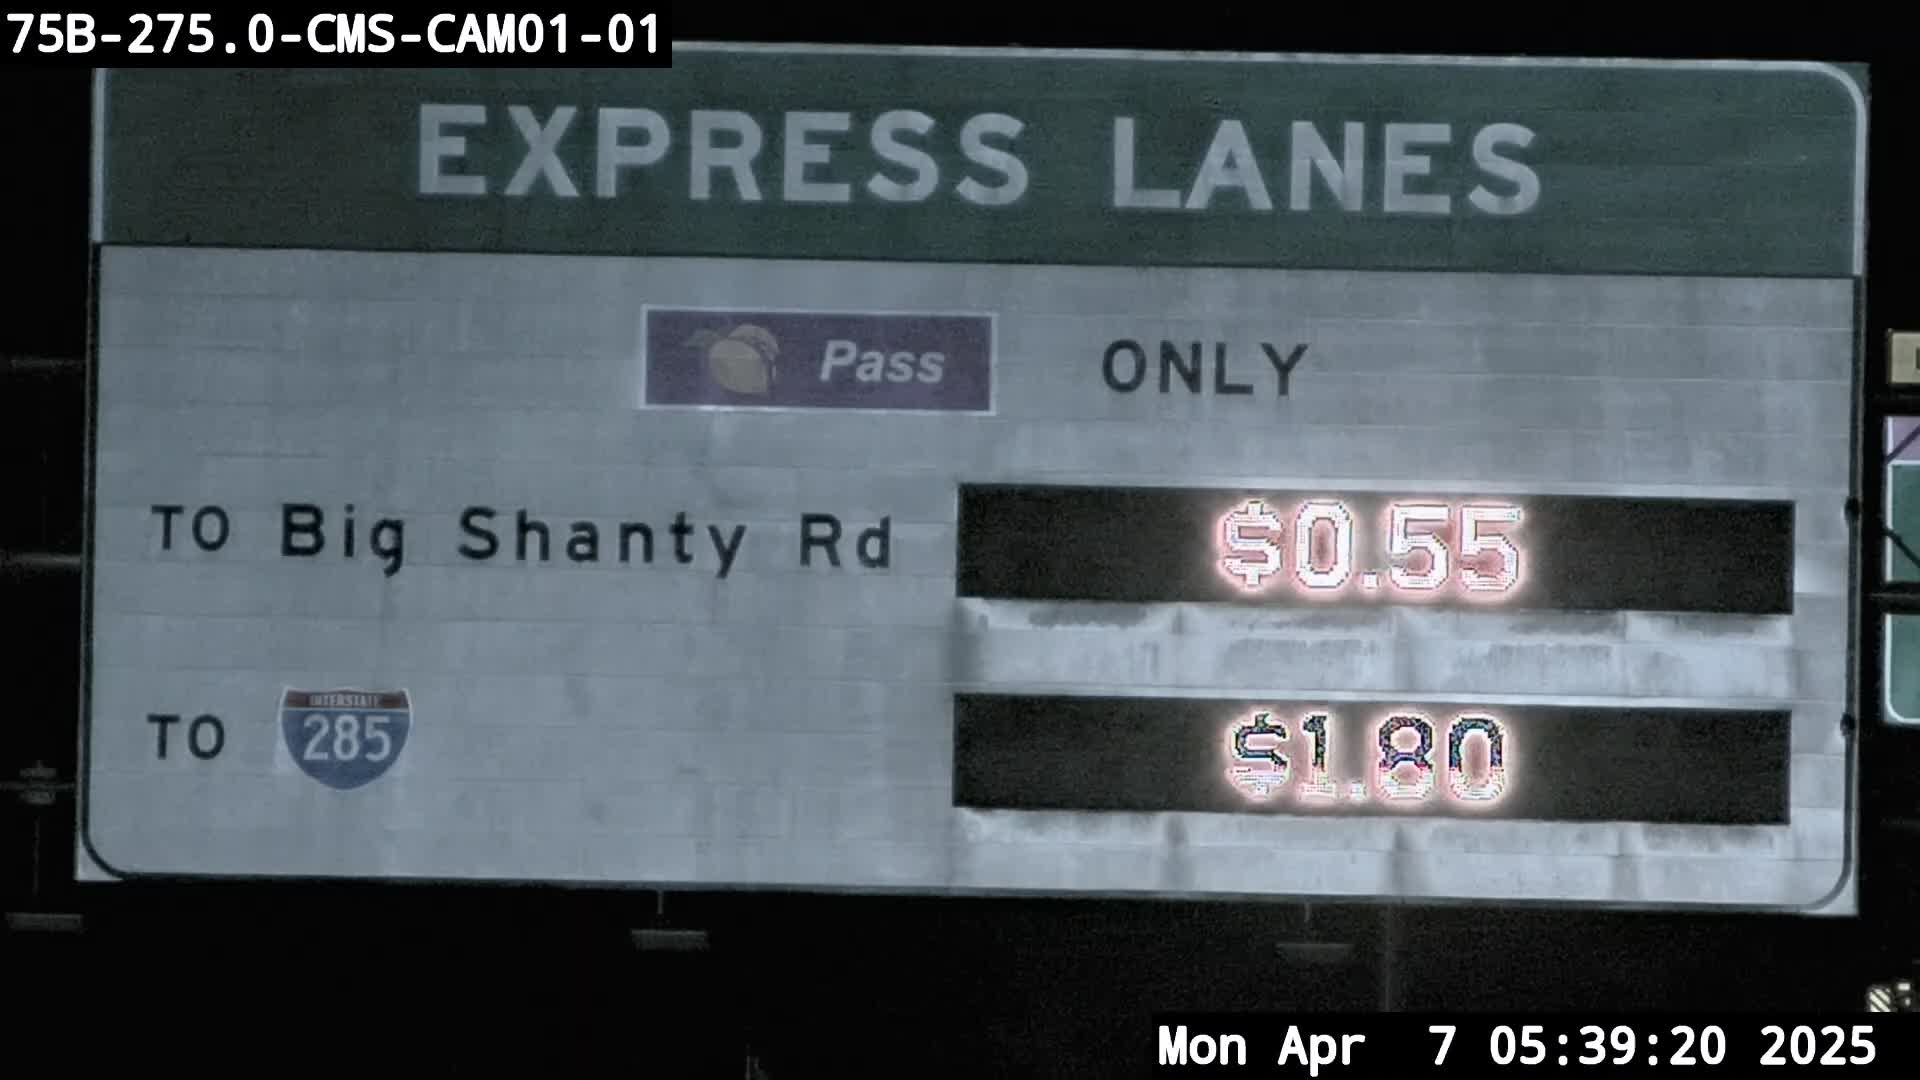 75B-275.0-CMS-CAM01-01
EXPRESS LANES
Pass ONLY
TO Big Shanty Rd $0.55
TO INTERSTATE 285 $1.80
Mon Apr 7 05:39:20 2025